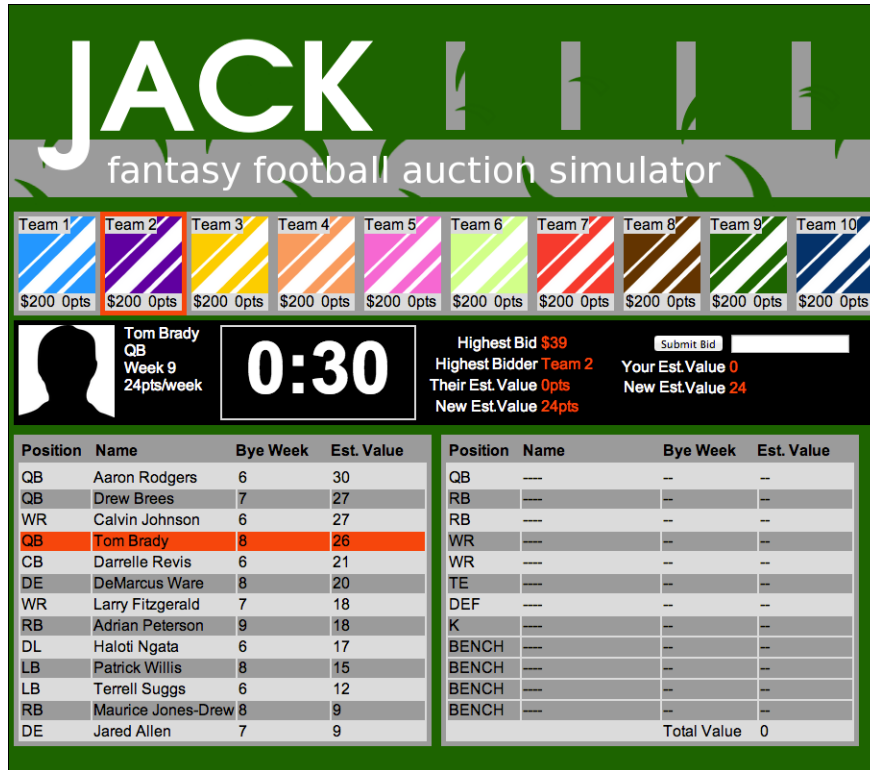 JACK
fantasy football auction simulator
Team 1 Team 2 Team 3 Team 4 Team 5 Team 6 Team 7 Team 8 Team 9 Team 10
$200 0pts $200 0pts $200 0pts $200 0pts $200 0pts $200 0pts $200 0pts $200 0pts $200 0pts $200 0pts
Tom Brady
QB
Week 9
24pts/week
0:30
Highest Bid $39
Highest Bidder Team 2
Their Est.Value 0pts
New Est.Value 24pts
Submit Bid
Your Est.Value 0
New Est.Value 24
Position Name Bye Week Est. Value
QB Aaron Rodgers 6 30
QB Drew Brees 7 27
WR Calvin Johnson 6 27
QB Tom Brady 8 26
CB Darrelle Revis 6 21
DE DeMarcus Ware 8 20
WR Larry Fitzgerald 7 18
RB Adrian Peterson 9 18
DL Haloti Ngata 6 17
LB Patrick Willis 8 15
LB Terrell Suggs 6 12
RB Maurice Jones-Drew 8 9
DE Jared Allen 7 9
Position Name Bye Week Est. Value
QB ---- -- --
RB ---- -- --
RB ---- -- --
WR ---- -- --
WR ---- -- --
TE ---- -- --
DEF ---- -- --
K ---- -- --
BENCH ---- -- --
BENCH ---- -- --
BENCH ---- -- --
BENCH ---- -- --
Total Value 0